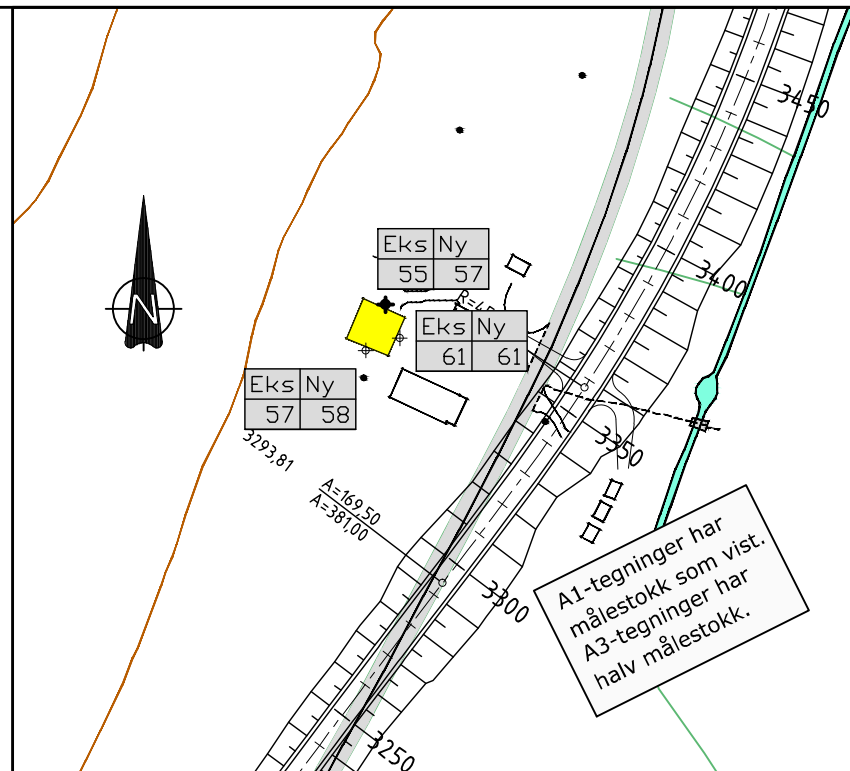 3450
3400
Eks Ny
55 57
N
Eks Ny
61 61
Eks Ny
57 58
3293,81
3350
A=169,50
A=381,00
A1-tegninger har
målestokk som vist.
A3-tegninger har
halv målestokk.
3300
3250